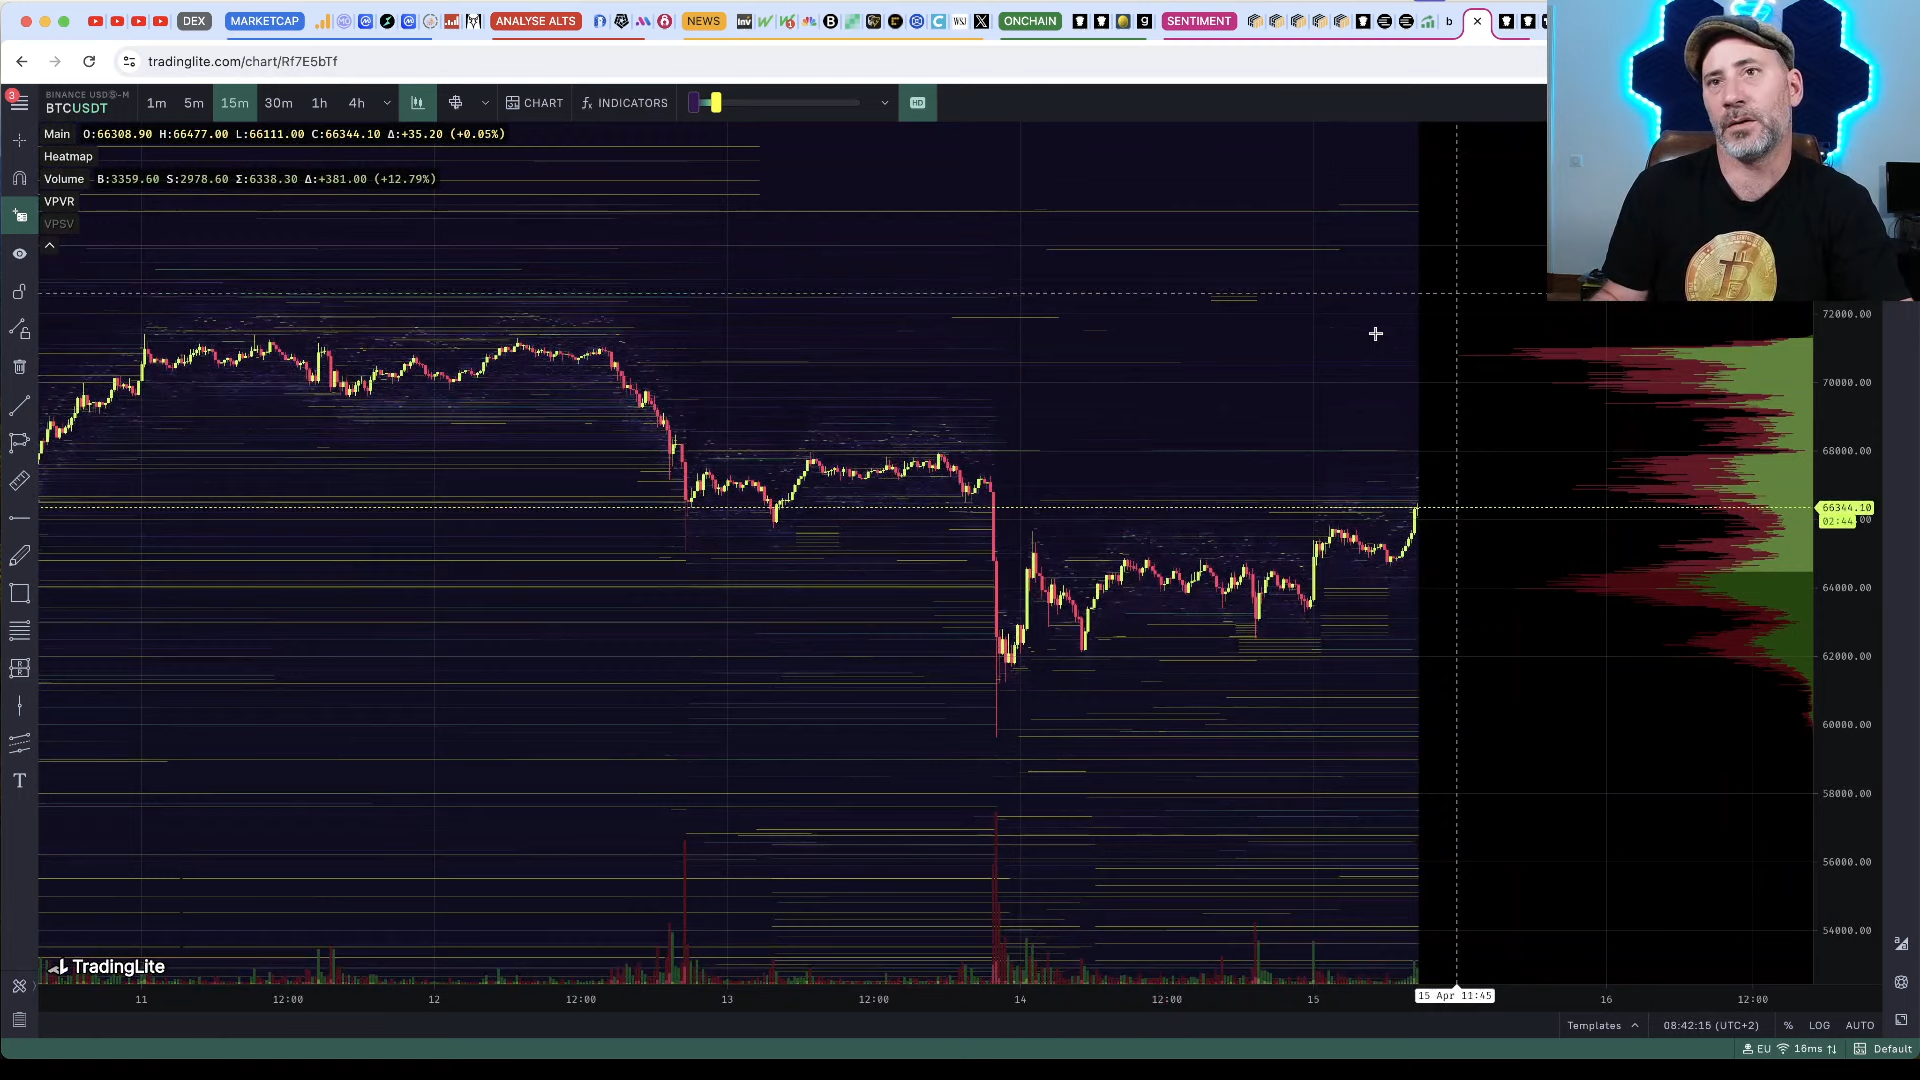 DEX
MARKETCAP
ANALYSE ALTS
NEWS
ONCHAIN
SENTIMENT
b
tradinglite.com/chart/Rf7E5bTf
3
BINANCE USDⓈ-M
BTCUSDT
1m 5m 15m 30m 1h 4h
CHART
INDICATORS
HD
Main O:66308.90 H:66477.00 L:66111.00 C:66344.10 Δ:+35.20 (+0.05%)
Heatmap
Volume B:3359.60 S:2978.60 Σ:6338.30 Δ:+381.00 (+12.79%)
VPVR
VPSV
72000.00
70000.00
68000.00
66344.10
02:44
64000.00
62000.00
60000.00
58000.00
56000.00
54000.00
T
TradingLite
11 12:00 12 12:00 13 12:00 14 12:00 15 15 Apr 11:45 16 12:00
Templates 08:42:15 (UTC+2) % LOG AUTO
EU 16ms Default